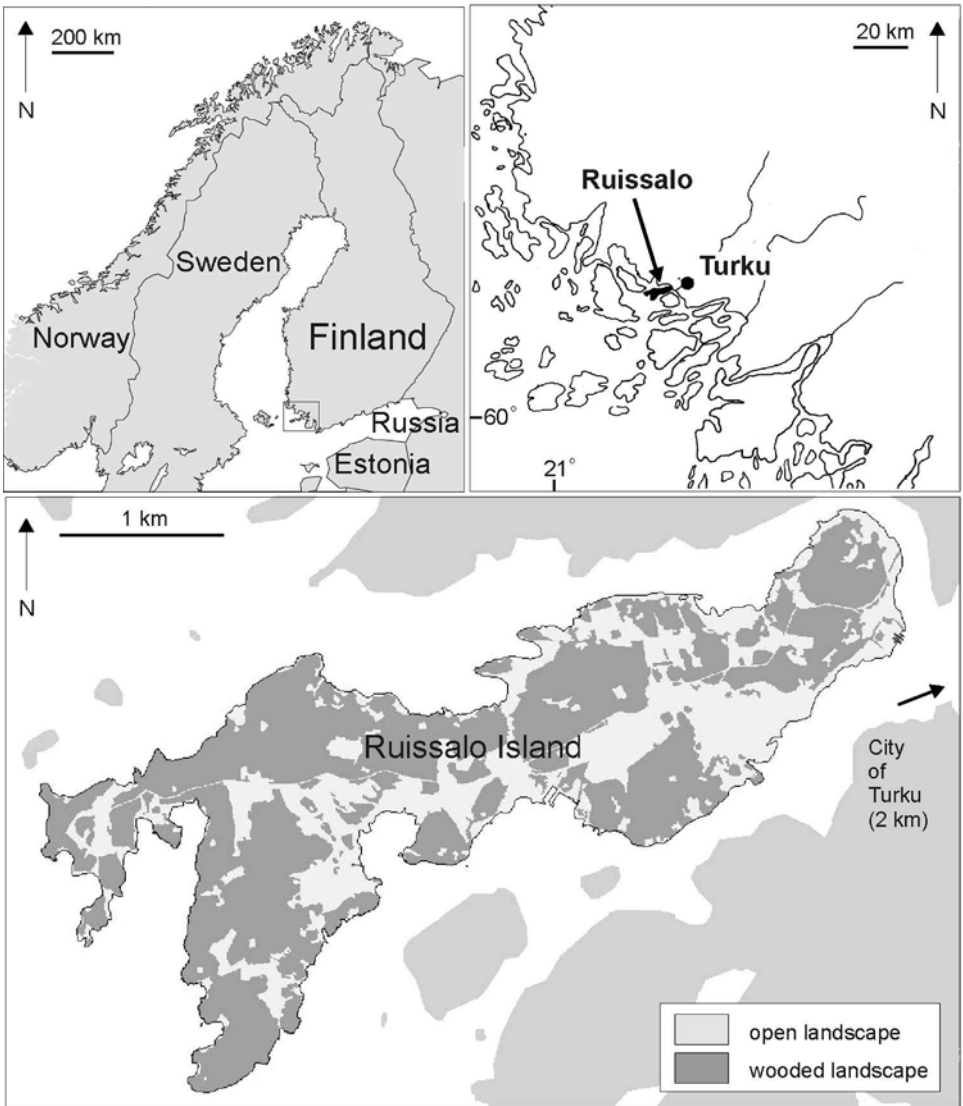 200 km
N
Sweden
Norway
Finland
Russia
Estonia
20 km
N
Ruissalo
Turku
60°
21°
1 km
N
Ruissalo Island
City
of
Turku
(2 km)
open landscape
wooded landscape